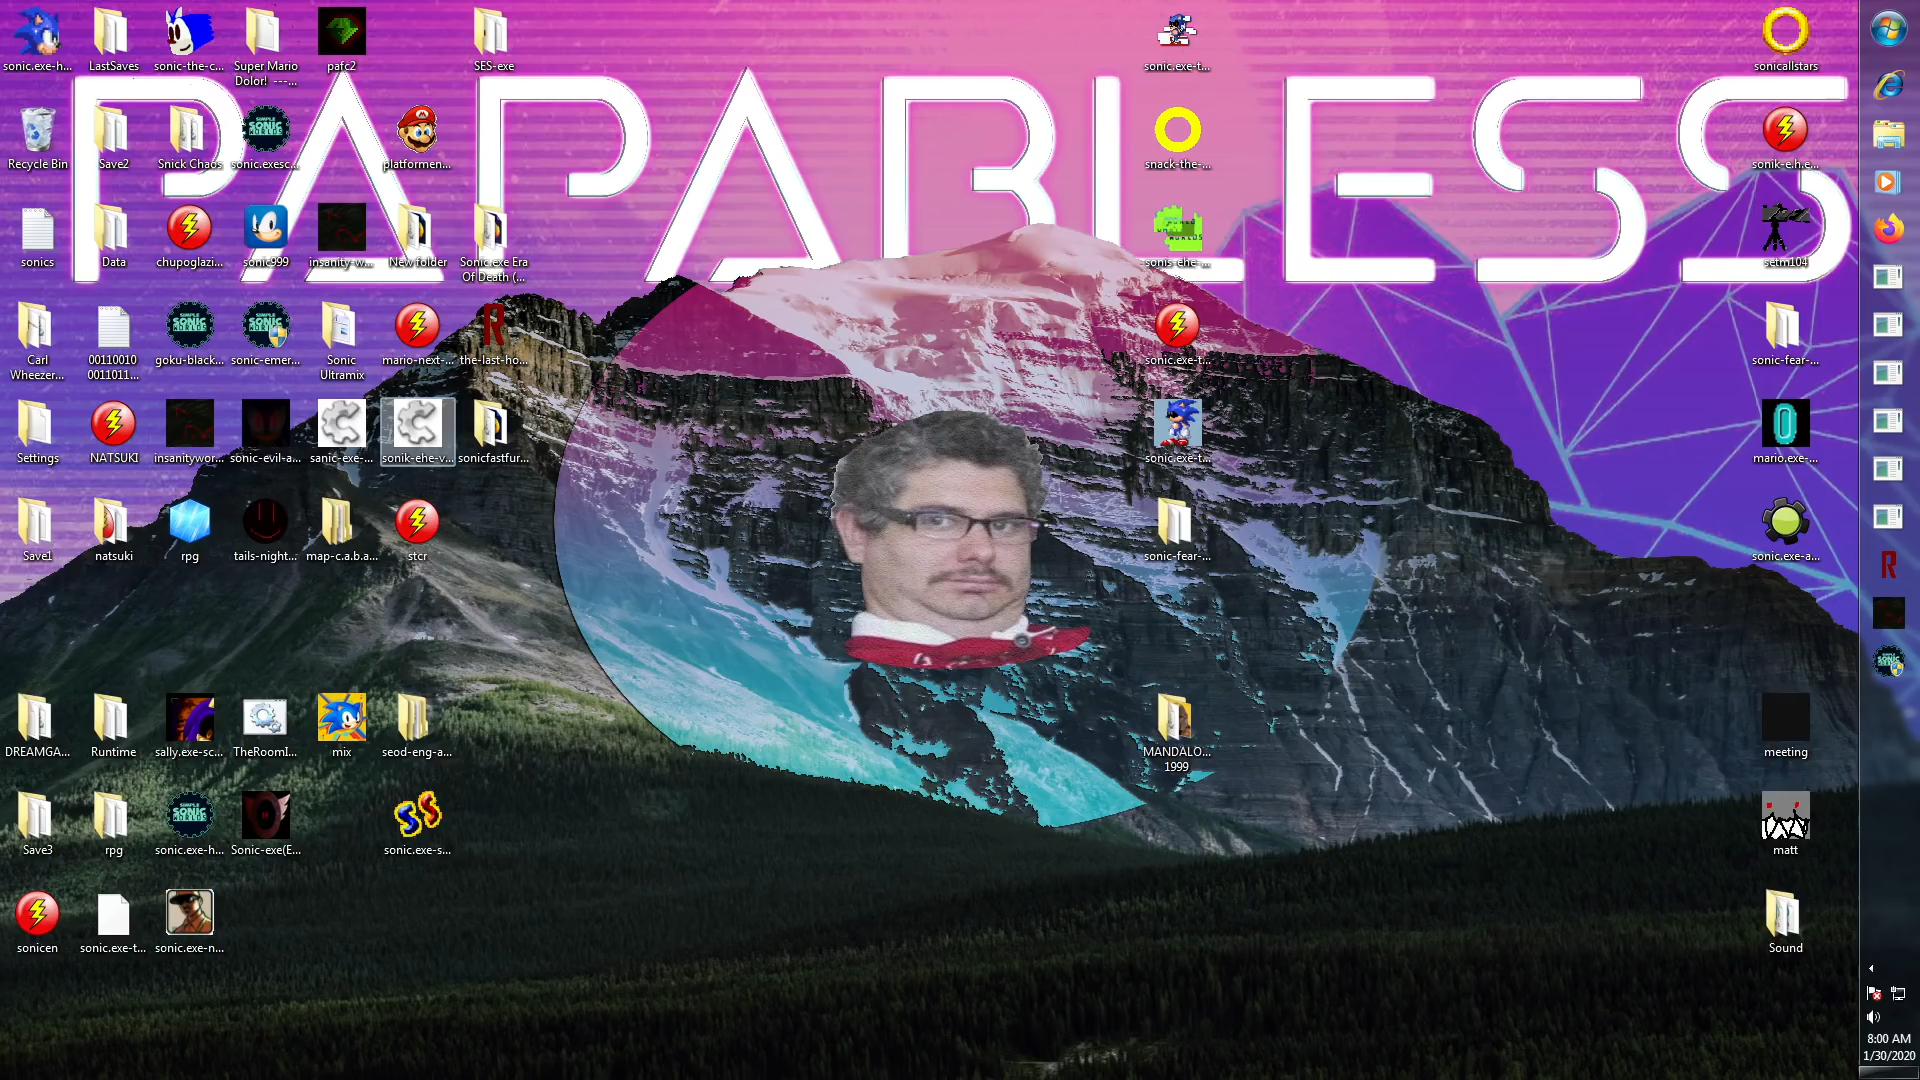 PAPABLESS
sonic.exe-h...
LastSaves
sonic-the-c...
Super Mario
Dolor! ---...
pafc2
SES-exe
sonic.exe-t...
sonicallstars
Recycle Bin
Save2
Snick Chaos
sonic.exesc...
platformen...
snack-the-...
sonik-e.h.e...
sonics
Data
chupoglazi...
sonic999
insanity-w...
New folder
Sonic.exe Era
Of Death (...
sonis-ehe-...
setm104
Carl
Wheezer...
00110010
0011011...
goku-black...
sonic-emer...
Sonic
Ultramix
mario-next-...
the-last-ho...
sonic.exe-t...
sonic-fear-...
Settings
NATSUKI
insanitywor...
sonic-evil-a...
sanic-exe-...
sonik-ehe-v...
sonicfastfur...
sonic.exe-t...
mario.exe-...
Save1
natsuki
rpg
tails-night...
map-c.a.b.a...
stcr
sonic-fear-...
sonic.exe-a...
DREAMGA...
Runtime
sally.exe-sc...
TheRoomI...
mix
seod-eng-a...
MANDALO...
1999
meeting
Save3
rpg
sonic.exe-h...
Sonic-exe(E...
sonic.exe-s...
matt
sonicen
sonic.exe-t...
sonic.exe-n...
Sound
8:00 AM
1/30/2020